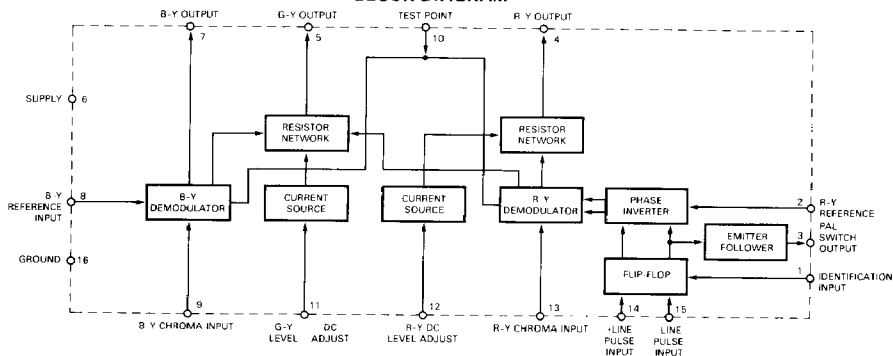 BLOCK DIAGRAM
B-Y OUTPUT
G-Y OUTPUT
TEST POINT
R Y OUTPUT
7
5
10
4
SUPPLY
6
RESISTOR
NETWORK
RESISTOR
NETWORK
B-Y
REFERENCE
INPUT
8
B-Y
DEMODULATOR
CURRENT
SOURCE
CURRENT
SOURCE
R-Y
DEMODULATOR
PHASE
INVERTER
2
R-Y
REFERENCE
EMITTER
FOLLOWER
3
PAL
SWITCH
OUTPUT
GROUND
16
FLIP-FLOP
1
IDENTIFICATION
INPUT
9
11
12
13
14
15
B-Y CHROMA INPUT
G-Y DC
LEVEL ADJUST
R-Y DC
LEVEL ADJUST
R-Y CHROMA INPUT
LINE
PULSE
INPUT
LINE
PULSE
INPUT